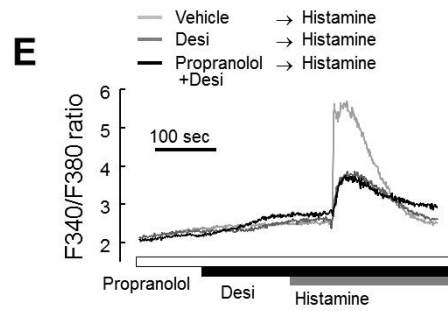 E
Vehicle → Histamine
Desi → Histamine
Propranolol → Histamine
+Desi
F340/F380 ratio
6
5
4
3
2
100 sec
Propranolol
Desi
Histamine